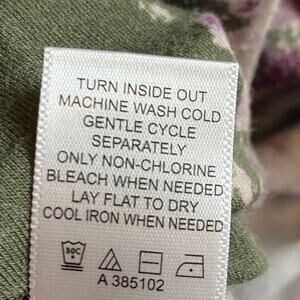 TURN INSIDE OUT
MACHINE WASH COLD
GENTLE CYCLE
SEPARATELY
ONLY NON-CHLORINE
BLEACH WHEN NEEDED
LAY FLAT TO DRY
COOL IRON WHEN NEEDED
30C
A 385102